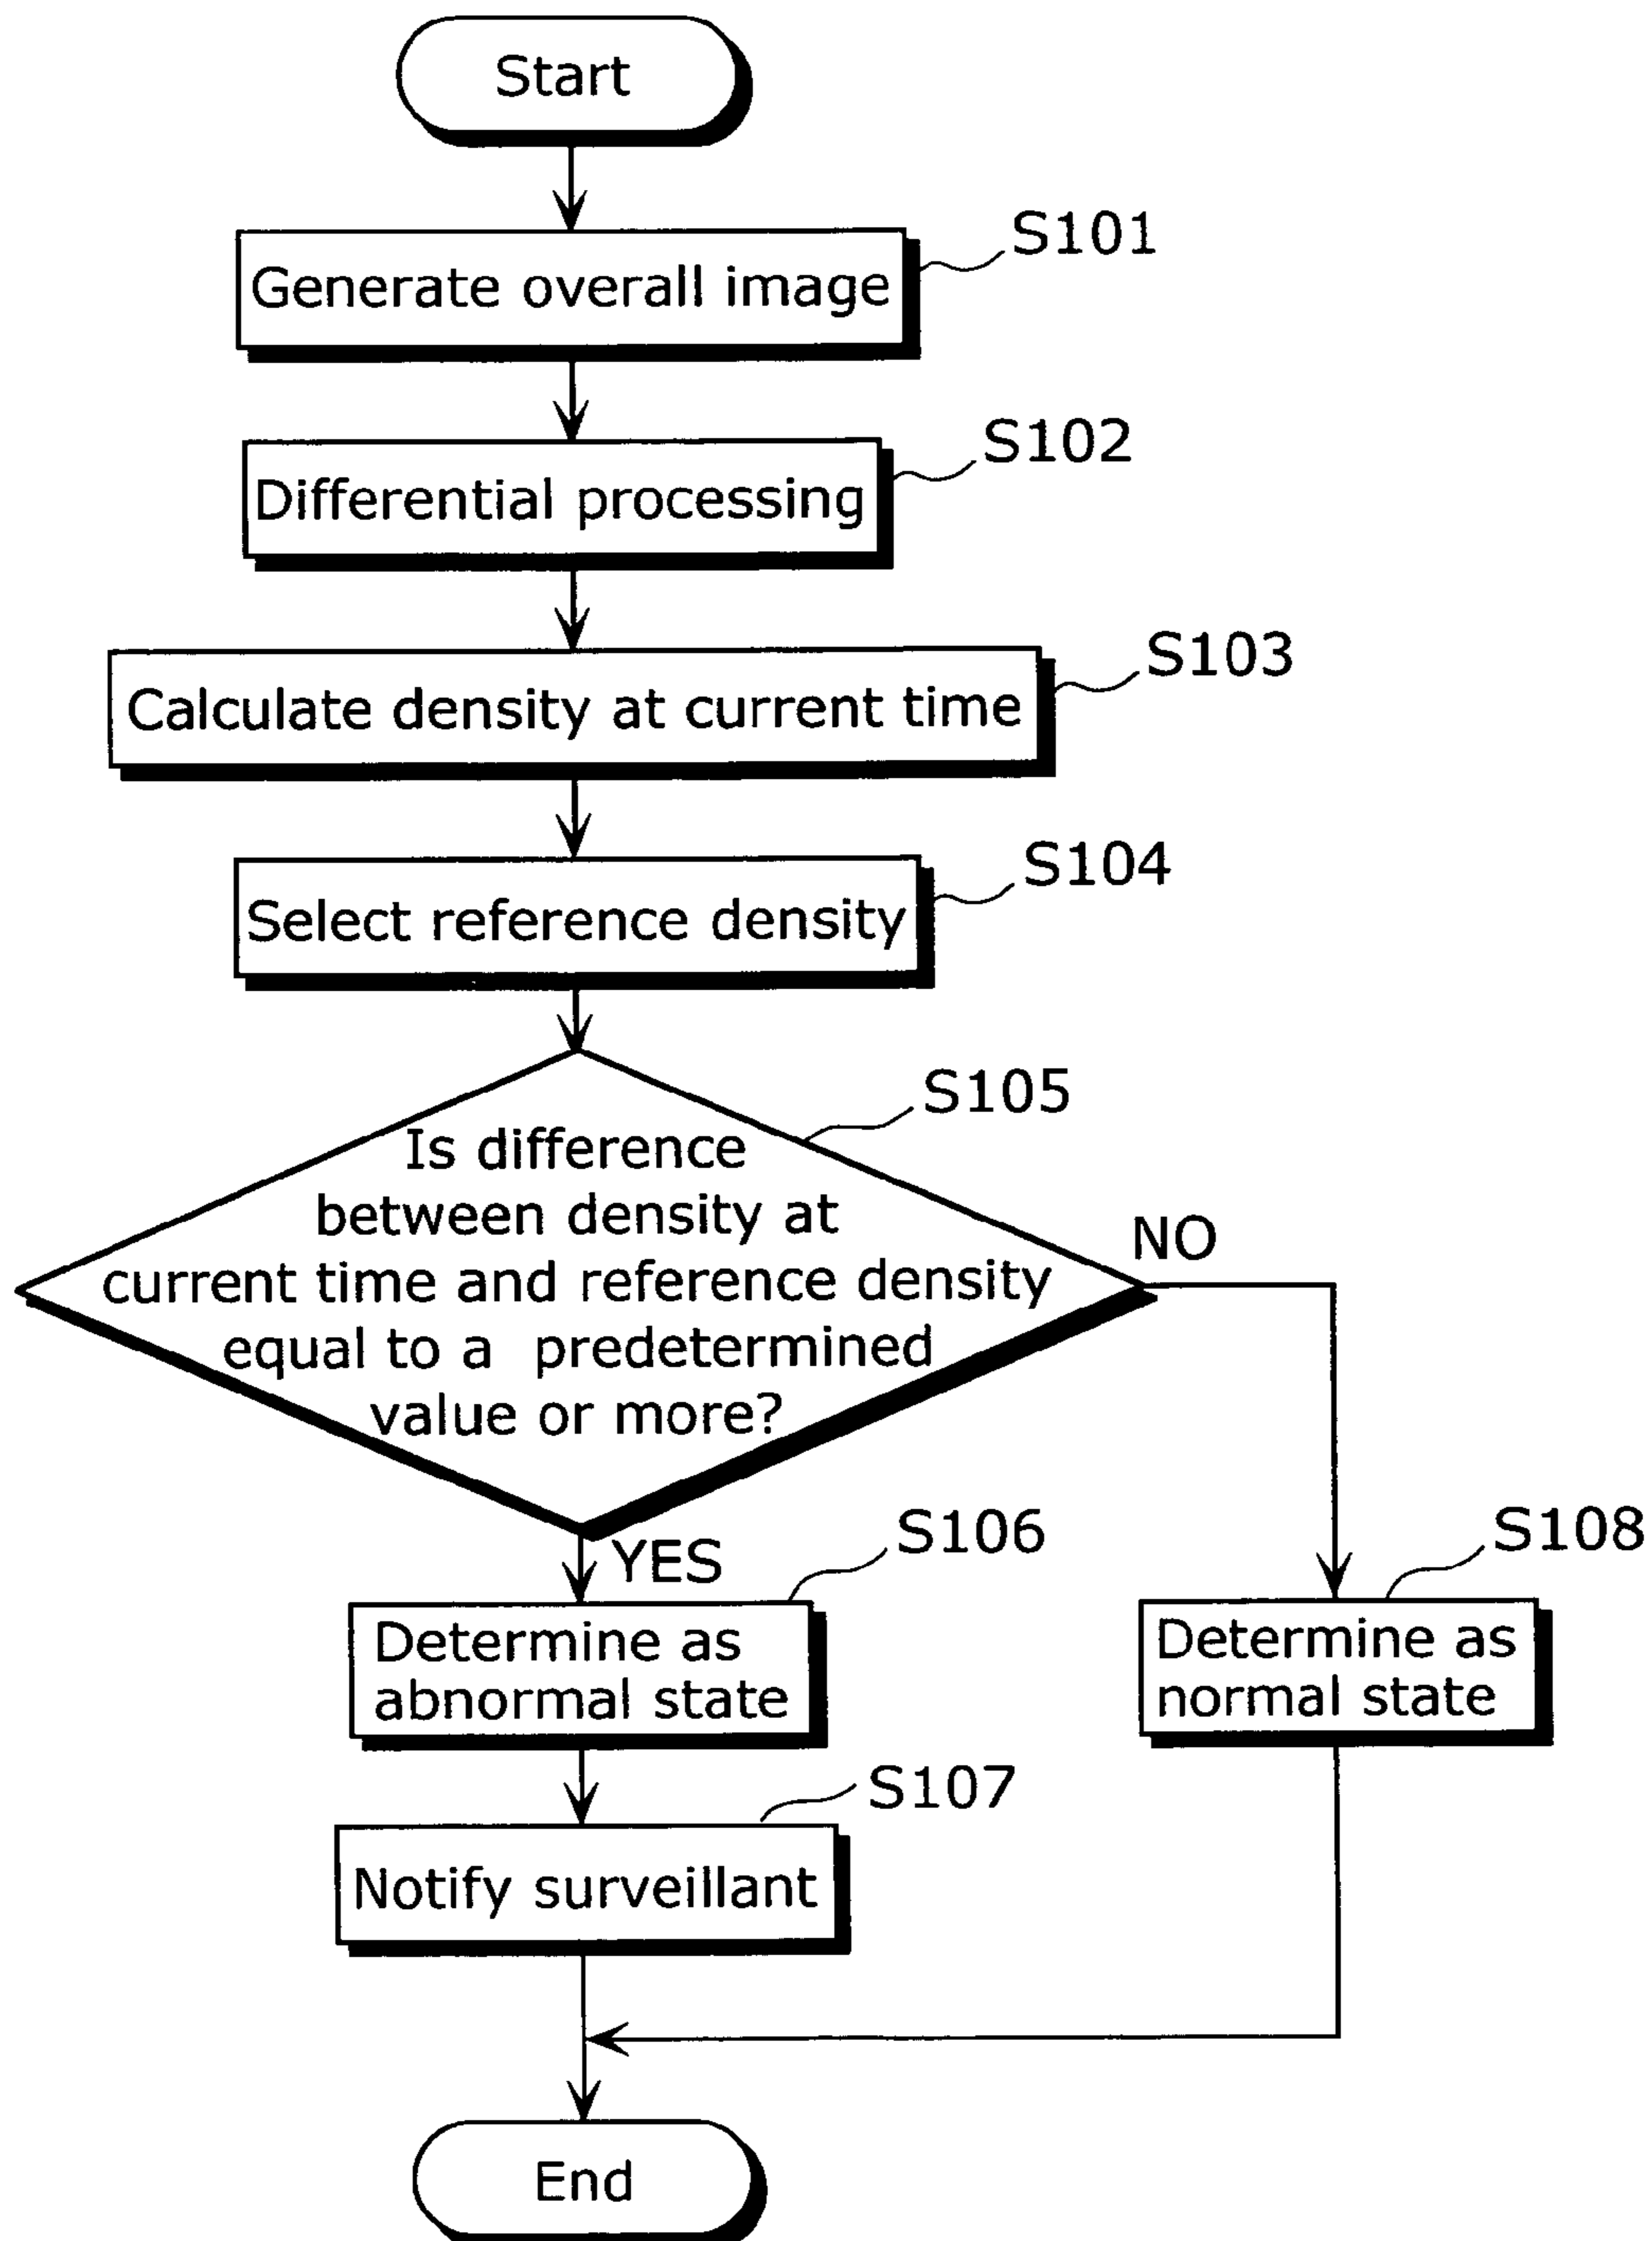 Start
S101
Generate overall image
S102
Differential processing
S103
Calculate density at current time
S104
Select reference density
S105
Is difference
between density at
current time and reference density
equal to a predetermined
value or more?
NO
YES
S106
Determine as
abnormal state
S108
Determine as
normal state
S107
Notify surveillant
End